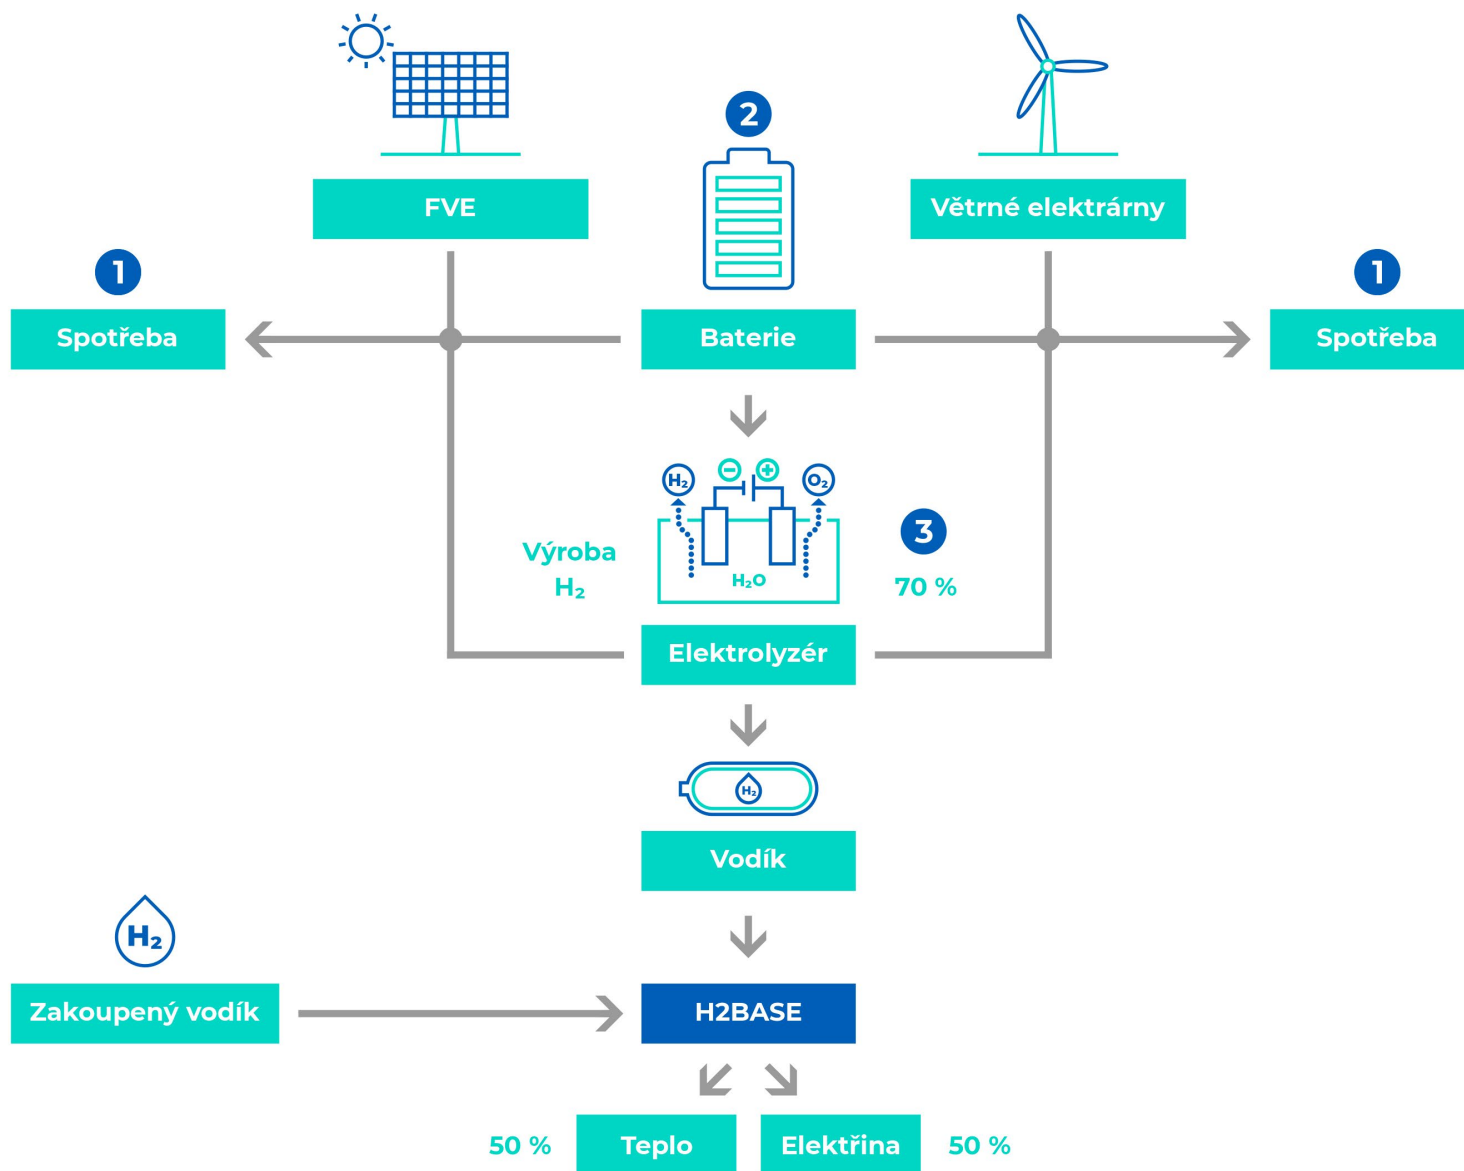 2
FVE
Větrné elektrárny
1
1
Spotřeba
Baterie
Spotřeba
H₂
O₂
3
Výroba
H₂
H₂O
70 %
Elektrolyzér
H₂
Vodík
H₂
Zakoupený vodík
H2BASE
50 %
Teplo
Elektřina
50 %